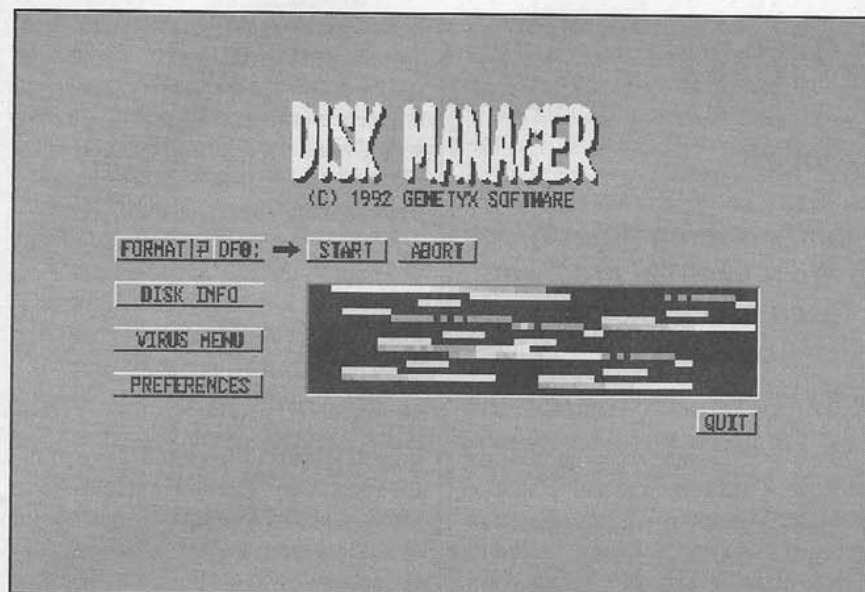 DISK MANAGER
(C) 1992 GENETYX SOFTWARE
FORMAT DF0: START ABORT
DISK INFO
VIRUS MENU
PREFERENCES
QUIT